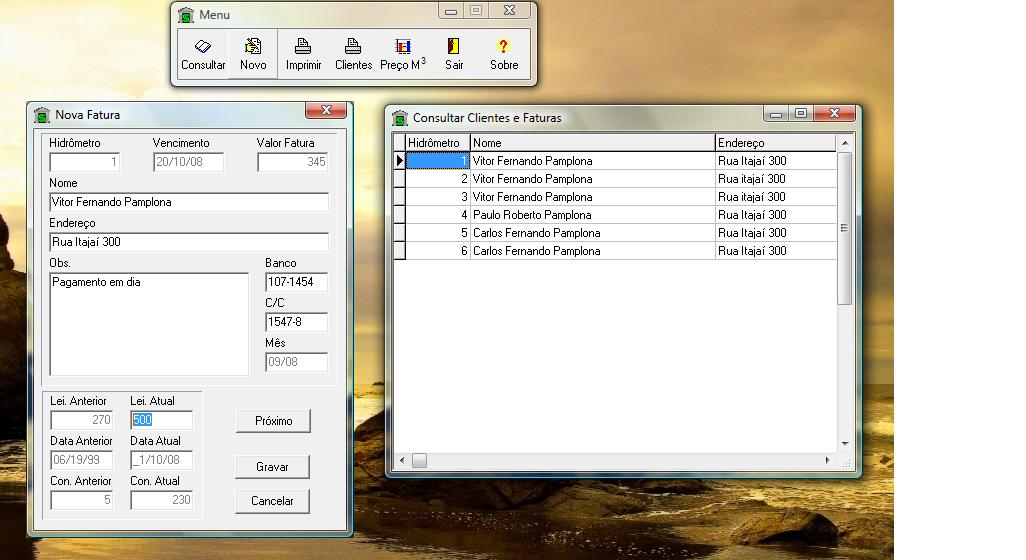 Menu
Consultar Novo Imprimir Clientes Preço M³ Sair Sobre
Nova Fatura
Hidrômetro Vencimento Valor Fatura
1 20/10/08 345
Nome
Vitor Fernando Pamplona
Endereço
Rua Itajaí 300
Obs. Banco
Pagamento em dia 107-1454
C/C
1547-8
Mês
09/08
Lei. Anterior Lei. Atual
270 500
Próximo
Data Anterior Data Atual
06/19/99 _1/10/08
Gravar
Con. Anterior Con. Atual
5 230
Cancelar
Consultar Clientes e Faturas
Hidrômetro Nome Endereço
1 Vitor Fernando Pamplona Rua Itajaí 300
2 Vitor Fernando Pamplona Rua itajaí 300
3 Vitor Fernando Pamplona Rua itajaí 300
4 Paulo Roberto Pamplona Rua Itajaí 300
5 Carlos Fernando Pamplona Rua Itajaí 300
6 Carlos Fernando Pamplona Rua Itajaí 300